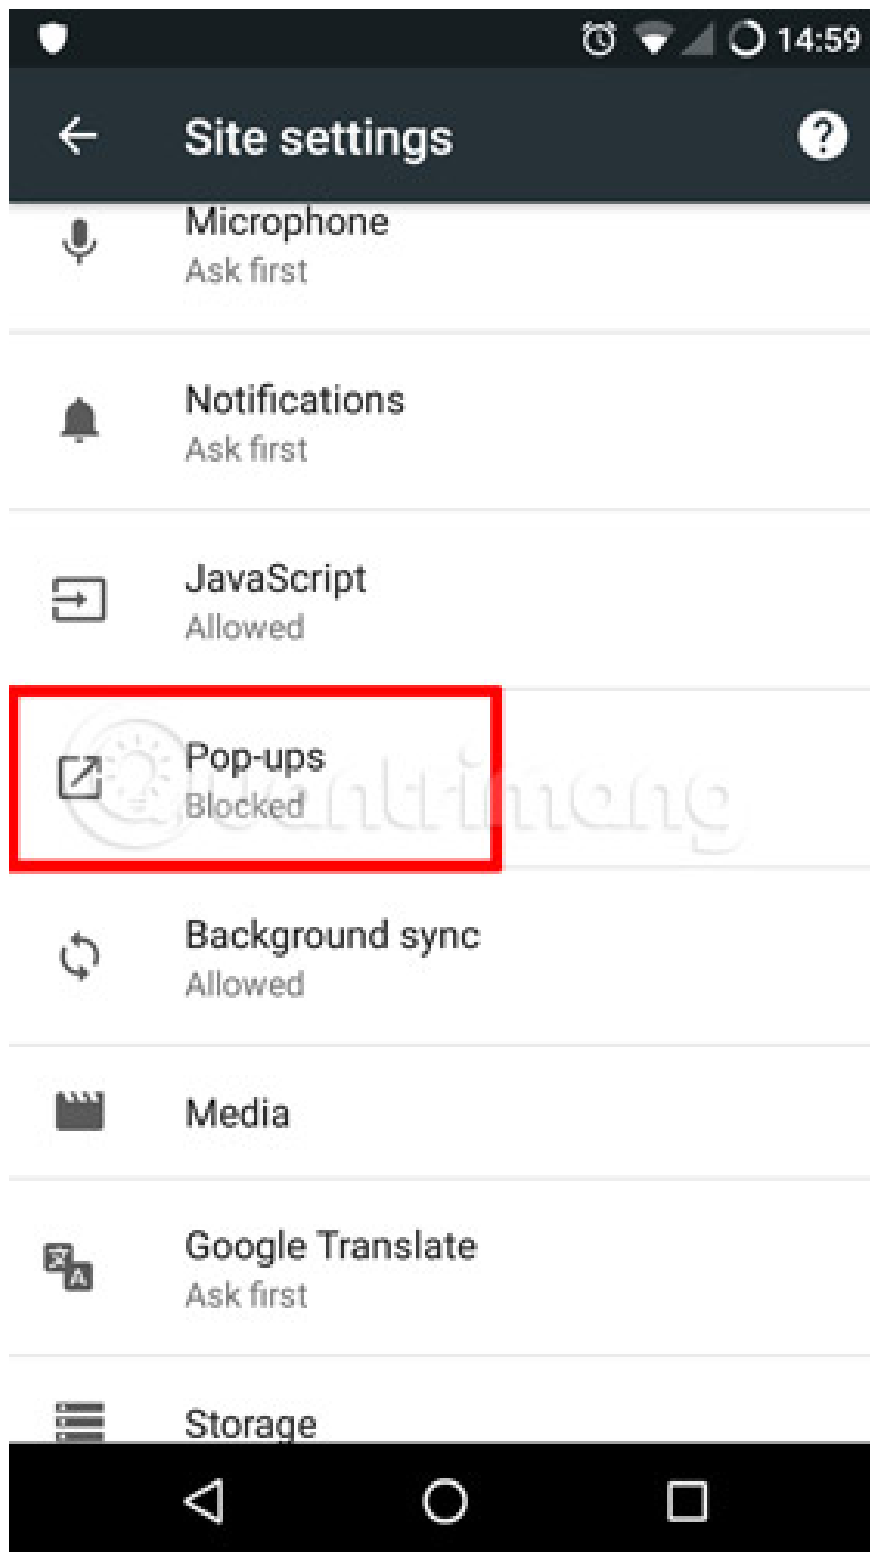 14:59
Site settings
Microphone
Ask first
Notifications
Ask first
JavaScript
Allowed
Pop-ups
Blocked
Quantrimang
Background sync
Allowed
Media
Google Translate
Ask first
Storage